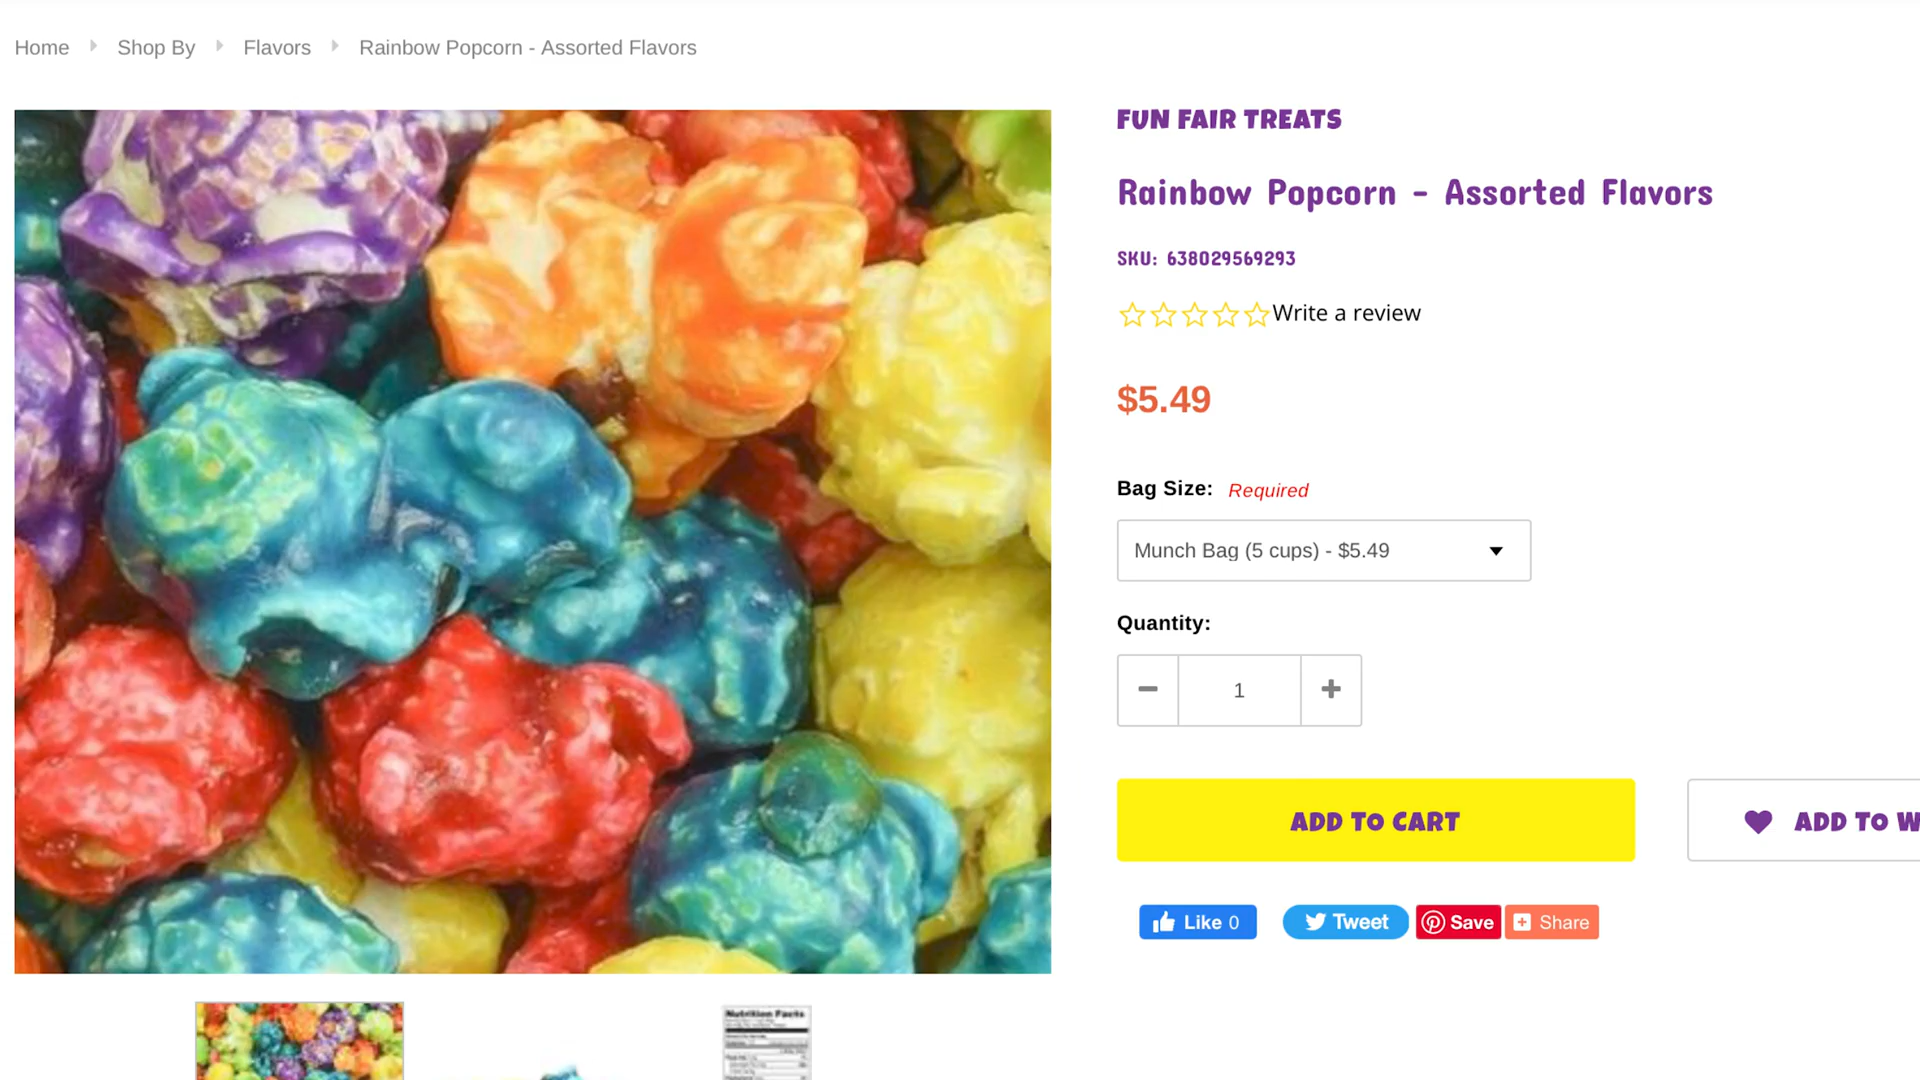 Home Shop By Flavors Rainbow Popcorn - Assorted Flavors
FUN FAIR TREATS
Rainbow Popcorn - Assorted Flavors
SKU: 638029569293
Write a review
$5.49
Bag Size: Required
Munch Bag (5 cups) - $5.49
Quantity:
1
ADD TO CART
ADD TO W
Like 0
Tweet
Save
Share
Nutrition Facts